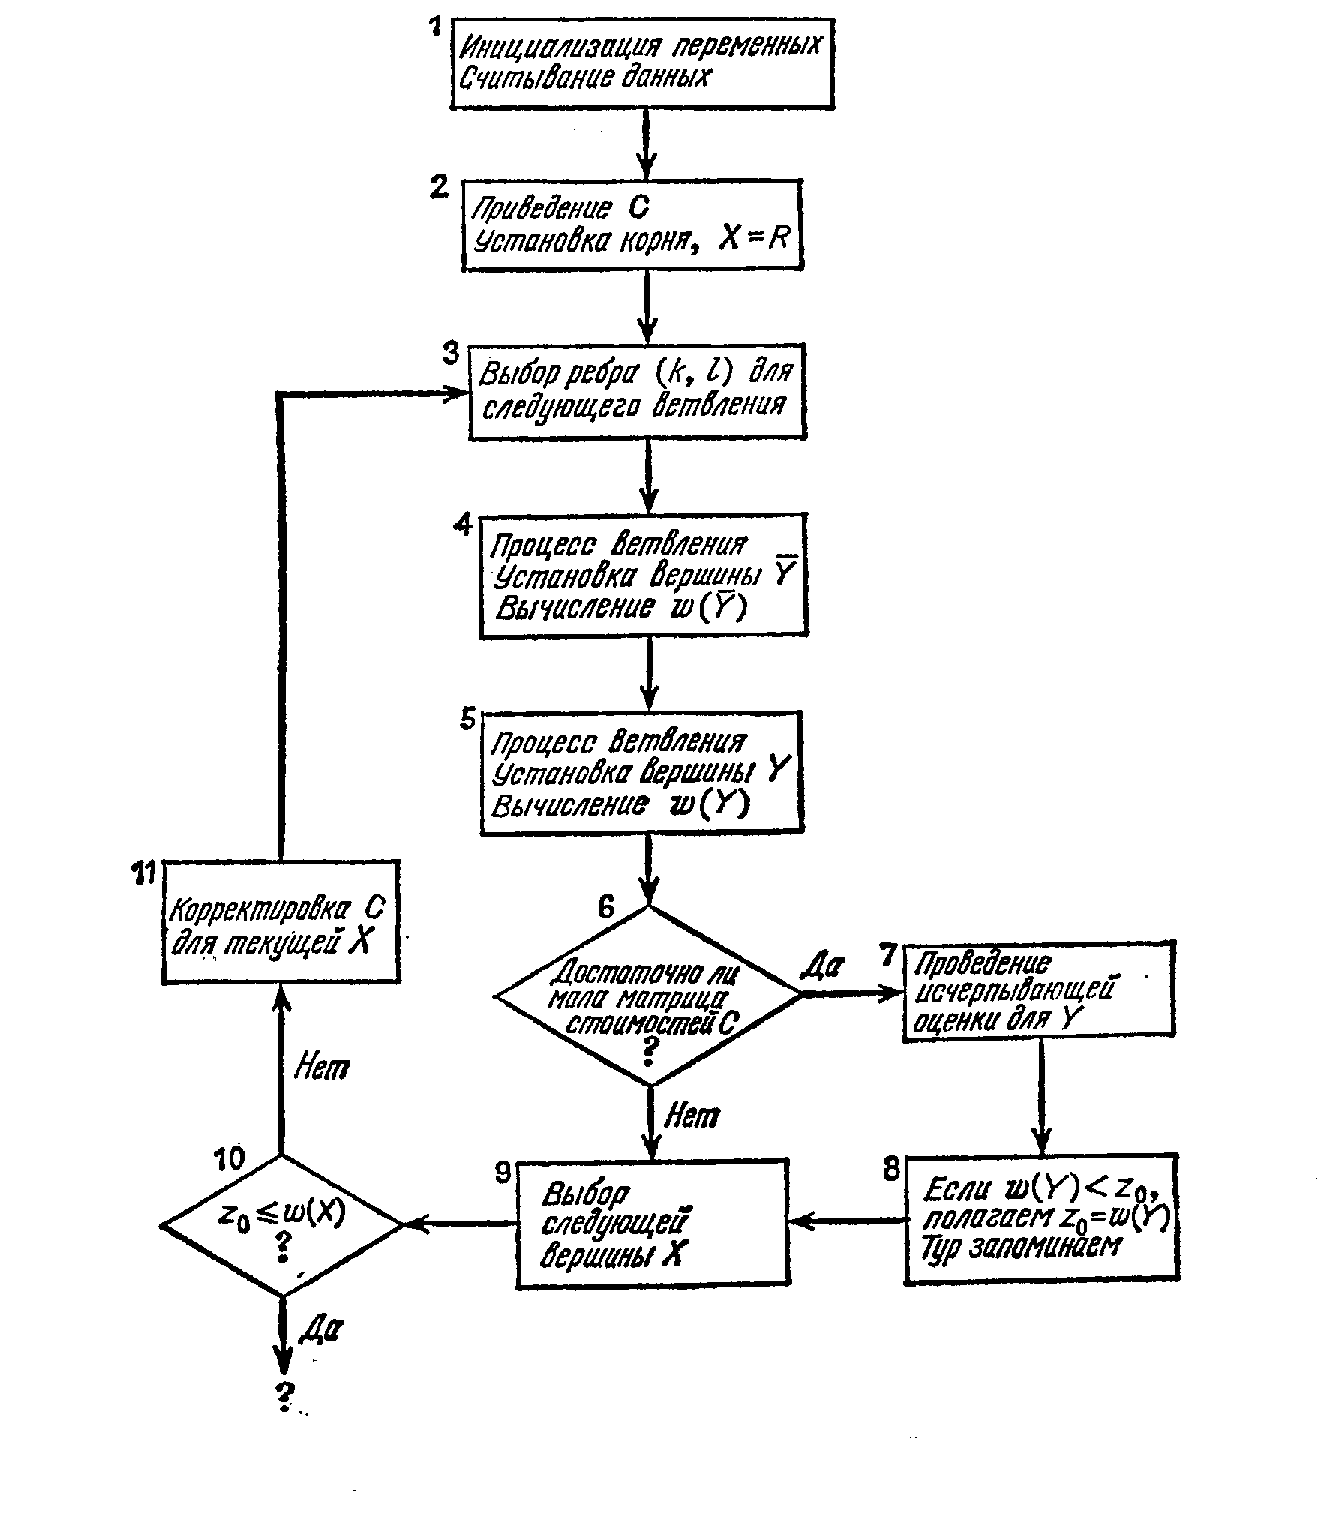 1
Инициализация переменных
Считывание данных
2
Приведение C
Установка корня, X = R
3
Выбор ребра (k, l) для
следующего ветвления
4
Процесс ветвления
Установка вершины Y̅
Вычисление w(Y̅)
5
Процесс ветвления
Установка вершины Y
Вычисление w(Y)
6
Достаточно ли
мала матрица
стоимостей C
?
Да
Нет
7
Проведение
исчерпывающей
оценки для Y
8
Если w(Y) < z₀,
полагаем z₀ = w(Y)
Тур запоминаем
9
Выбор
следующей
вершины X
10
z₀ ⩽ w(X)
?
Нет
Да
?
11
Корректировка C
для текущей X